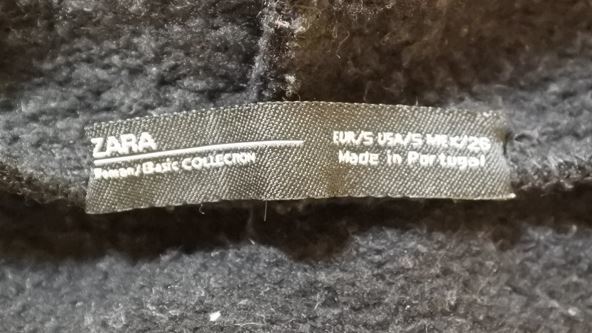 ZARA
Woman/Basic COLLECTION
EUR/S USA/S MEX/26
Made in Portugal